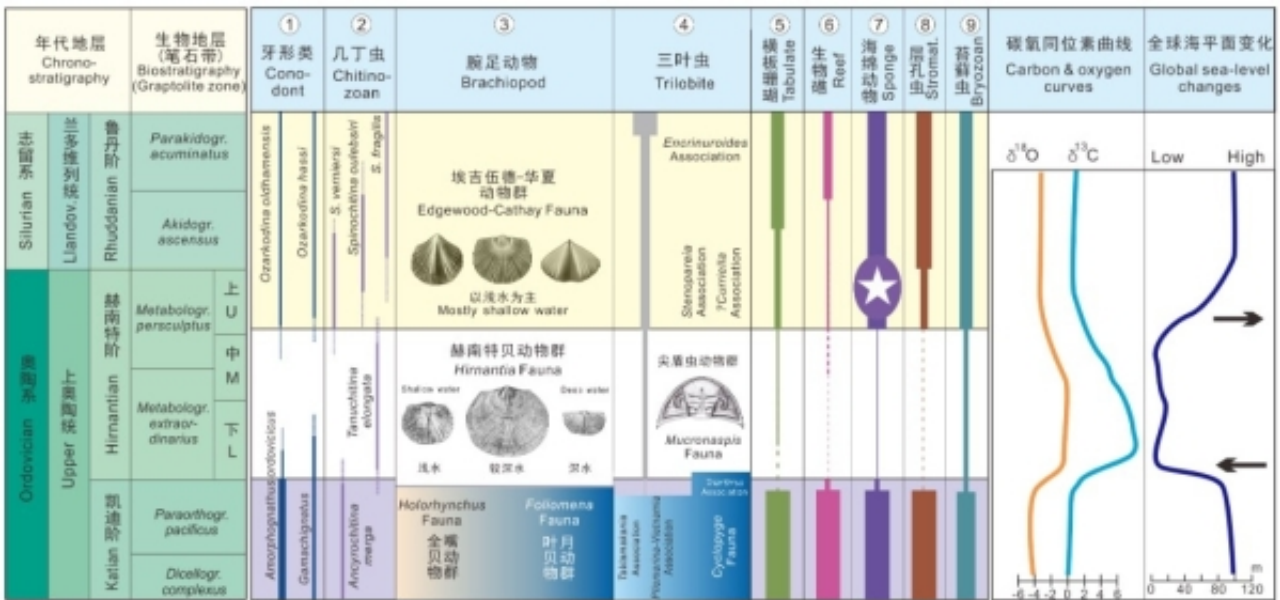 年代地层
Chrono-
stratigraphy
生物地层
(笔石带)
Biostratigraphy
(Graptolite zone)
①
牙形类
Cono-
dont
②
几丁虫
Chitino-
zoan
③
腕足动物
Brachiopod
④
三叶虫
Trilobite
⑤
横板珊瑚
Tabulate
⑥
生物礁
Reef
⑦
海绵动物
Sponge
⑧
层孔虫
Stromat.
⑨
苔藓虫
Bryozoan
碳氧同位素曲线
Carbon & oxygen
curves
全球海平面变化
Global sea-level
changes
志留系 Silurian
兰多维列统 Llandov.
鲁丹阶 Rhuddanian
Parakidogr.
acuminatus
Akidogr.
ascensus
奥陶系 Ordovician
上奥陶统 Upper
赫南特阶 Hirnantian
Metabologr.
persculptus
Metabologr.
extraor-
dinarius
上
U
中
M
下
L
凯迪阶 Katian
Paraorthogr.
pacificus
Dicellogr.
complexus
Ozarkodina oldhamensis
Ozarkodina hassi
Amorphognathus ordovicicus
Gamachignatus
S. verniersi
S. fragilis
Tanuchitina
elongata
Ancyrochitina
merga
埃吉伍德-华夏
动物群
Edgewood-Cathay Fauna
以浅水为主
Mostly shallow water
赫南特贝动物群
Hirnantia Fauna
Shallow water
Deep water
浅水
较深水
深水
Holorhynchus
Fauna
全嘴
贝动
物群
Foliomena
Fauna
叶月
贝动
物群
Encrinuroides
Association
Stenopareia
Association
?Curriella
Association
尖盾虫动物群
Mucronaspis
Fauna
Association
Association
Association
Cyclopyge
Fauna
δ18O
δ13C
-6 -4 -2 0 2 4 6
Low
High
m
0 40 80 120